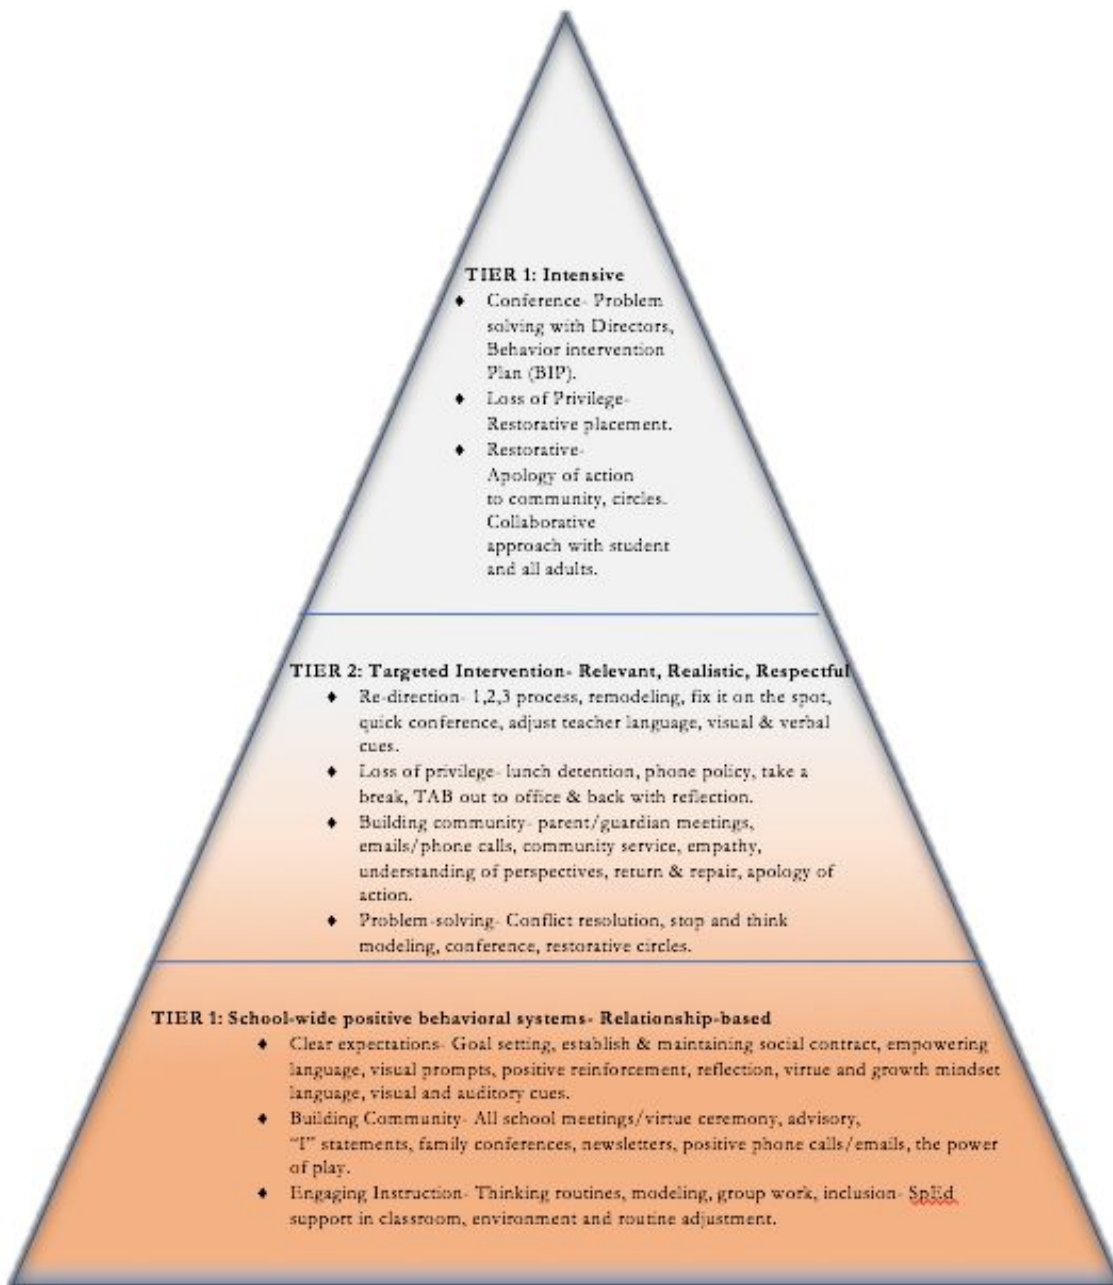 TIER 1: Intensive
♦ Conference- Problem
solving with Directors,
Behavior intervention
Plan (BIP).
♦ Loss of Privilege-
Restorative placement.
♦ Restorative-
Apology of action
to community, circles.
Collaborative
approach with student
and all adults.
TIER 2: Targeted Intervention- Relevant, Realistic, Respectful
♦ Re-direction- 1,2,3 process, remodeling, fix it on the spot,
quick conference, adjust teacher language, visual & verbal
cues.
♦ Loss of privilege- lunch detention, phone policy, take a
break, TAB out to office & back with reflection.
♦ Building community- parent/guardian meetings,
emails/phone calls, community service, empathy,
understanding of perspectives, return & repair, apology of
action.
♦ Problem-solving- Conflict resolution, stop and think
modeling, conference, restorative circles.
TIER 1: School-wide positive behavioral systems- Relationship-based
♦ Clear expectations- Goal setting, establish & maintaining social contract, empowering
language, visual prompts, positive reinforcement, reflection, virtue and growth mindset
language, visual and auditory cues.
♦ Building Community- All school meetings/virtue ceremony, advisory,
“I” statements, family conferences, newsletters, positive phone calls/emails, the power
of play.
♦ Engaging Instruction- Thinking routines, modeling, group work, inclusion- SpEd
support in classroom, environment and routine adjustment.